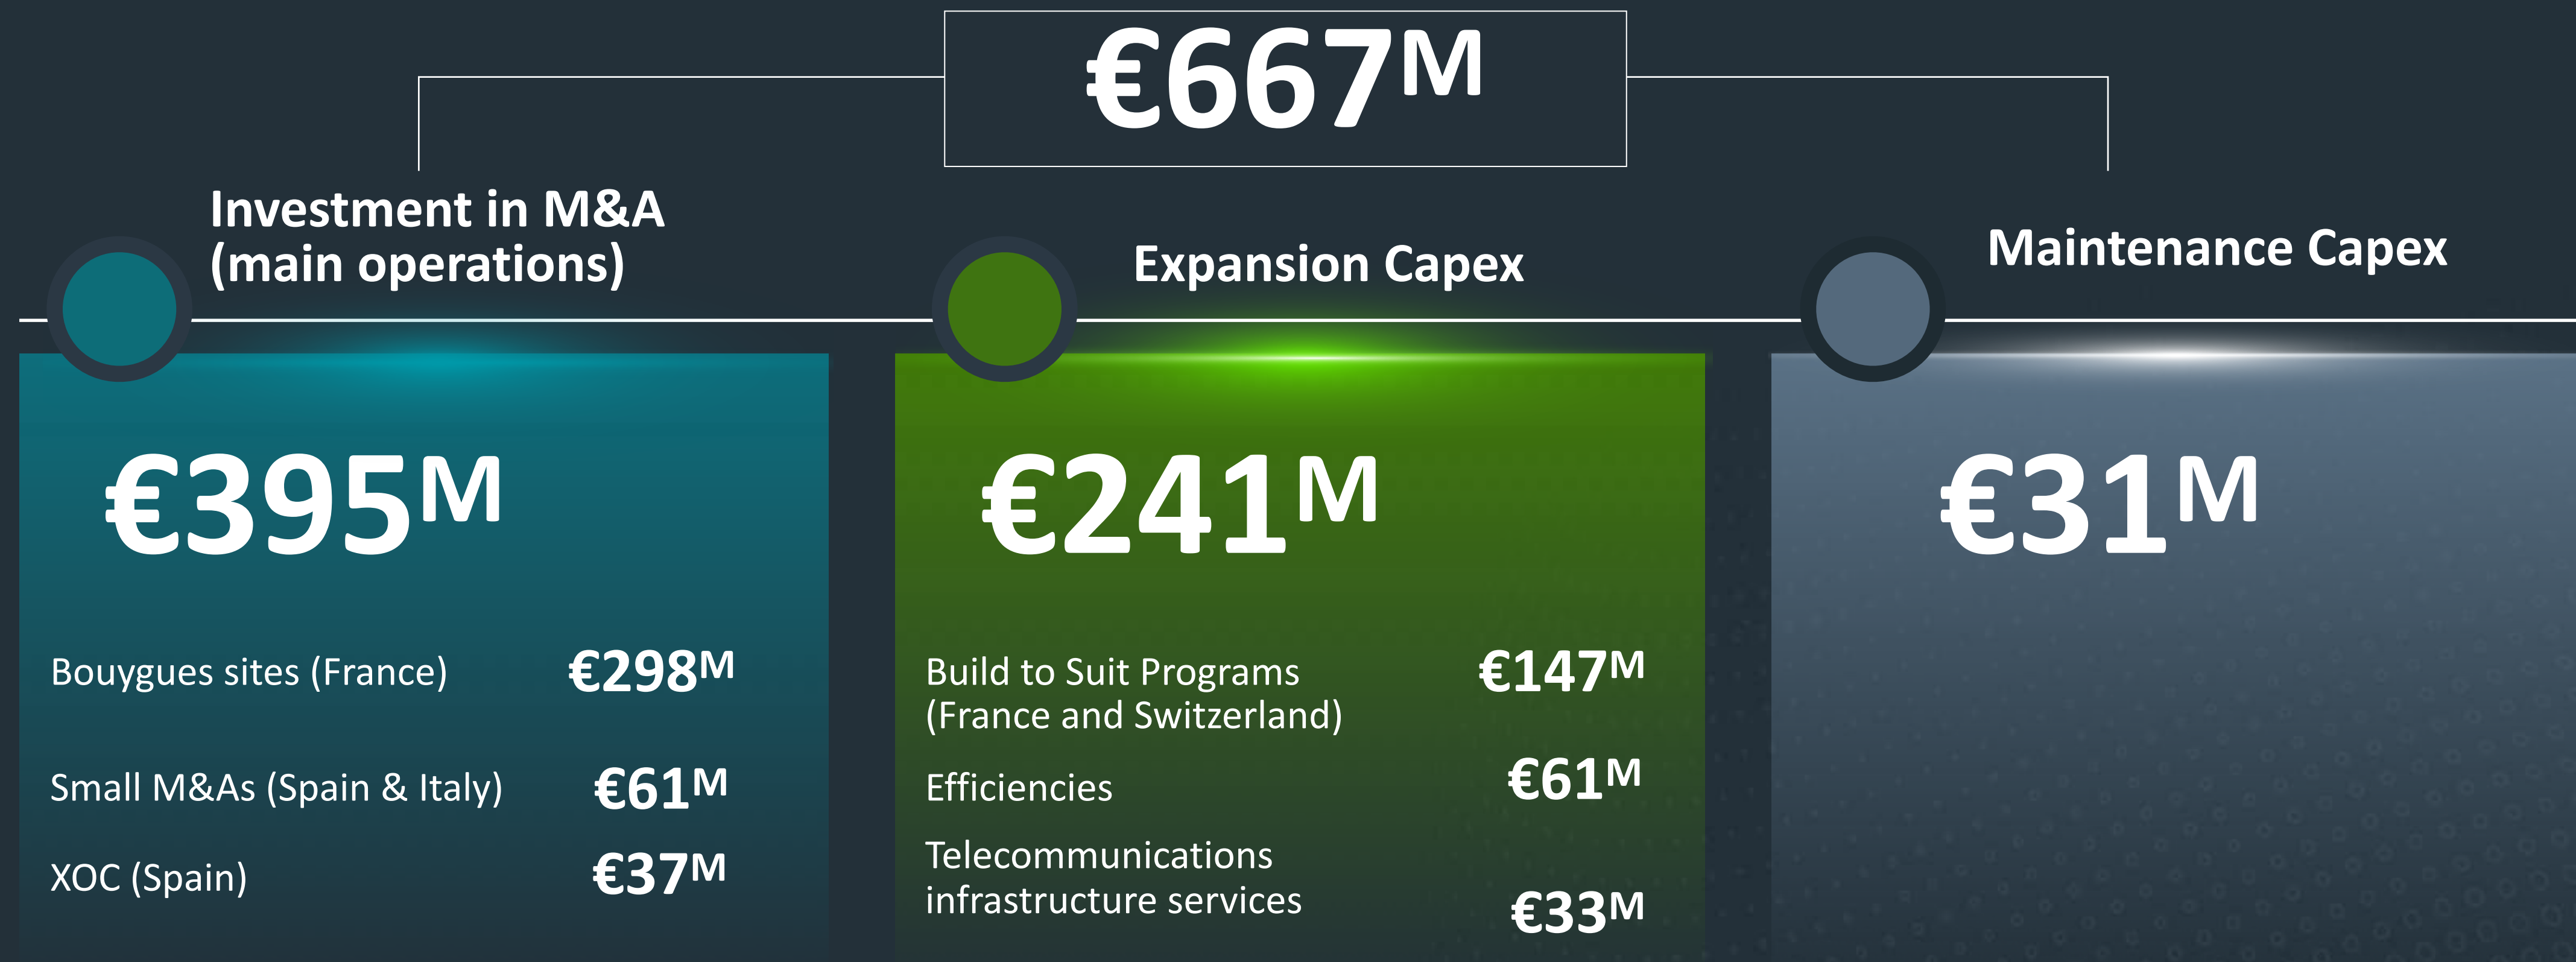 €667M
Investment in M&A
(main operations)
Expansion Capex
Maintenance Capex
€395M
€241M
€31M
Bouygues sites (France) €298M
Small M&As (Spain & Italy) €61M
XOC (Spain) €37M
Build to Suit Programs €147M
(France and Switzerland)
Efficiencies €61M
Telecommunications
infrastructure services €33M